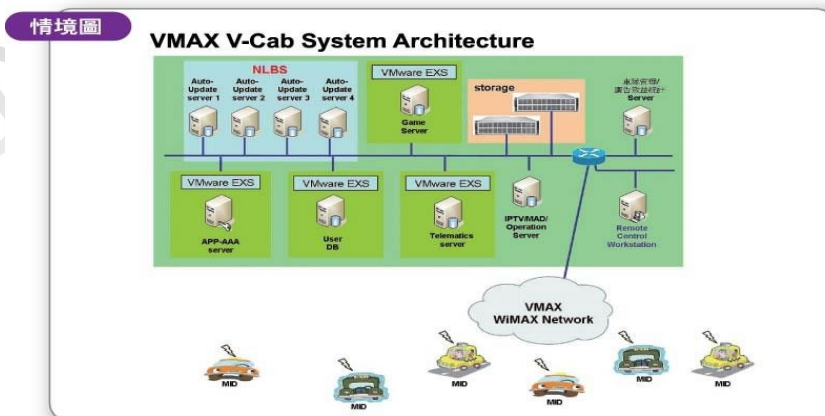 情境圖
VMAX V-Cab System Architecture
NLBS
Auto-
Update
server 1
Auto-
Update
server 2
Auto-
Update
server 3
Auto-
Update
server 4
VMware EXS
Game
Server
storage
Server
VMware EXS
APP-AAA
server
VMware EXS
User
DB
VMware EXS
Telematics
server
IPTV/MAD/
Operation
Server
Remote
Control
Workstation
VMAX
WiMAX Network
MID
MID
MID
MID
MID
MID